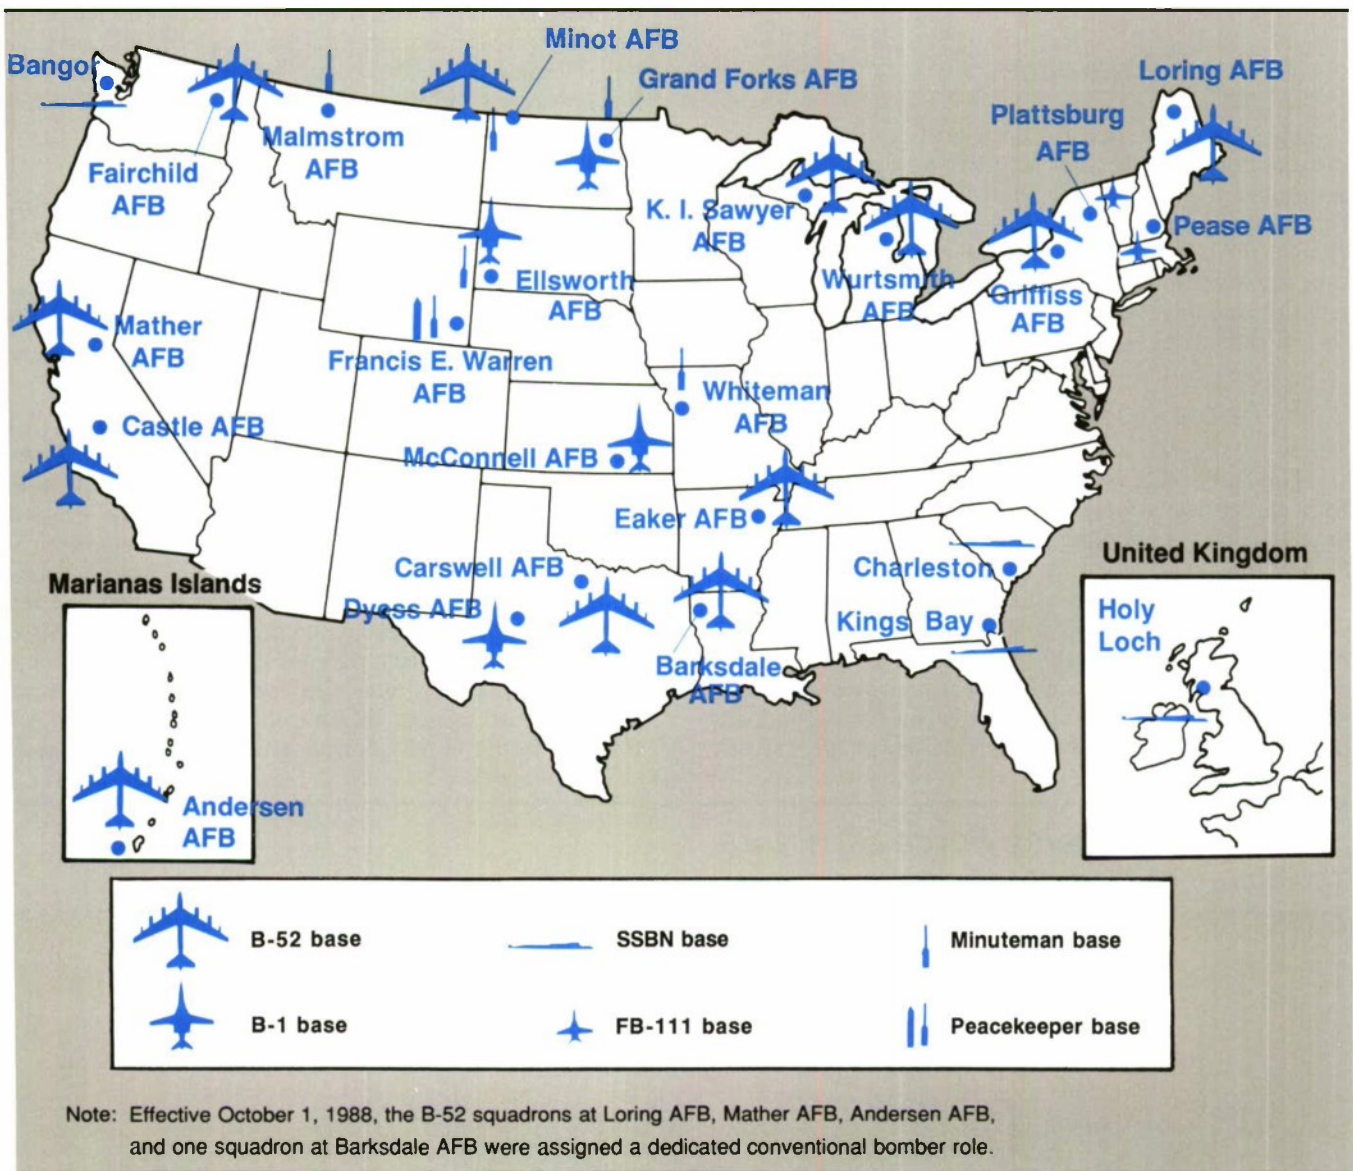 Minot AFB
Bangor
Grand Forks AFB
Loring AFB
Plattsburg
AFB
Malmstrom
AFB
Fairchild
AFB
K. I. Sawyer
AFB
Pease AFB
Ellsworth
AFB
Wurtsmith
AFB
Griffiss
AFB
Mather
AFB
Francis E. Warren
AFB
Whiteman
AFB
Castle AFB
McConnell AFB
Eaker AFB
Carswell AFB
Charleston
Dyess AFB
Kings Bay
Barksdale
AFB
Marianas Islands
Andersen
AFB
United Kingdom
Holy
Loch
B-52 base
SSBN base
Minuteman base
B-1 base
FB-111 base
Peacekeeper base
Note: Effective October 1, 1988, the B-52 squadrons at Loring AFB, Mather AFB, Andersen AFB,
and one squadron at Barksdale AFB were assigned a dedicated conventional bomber role.